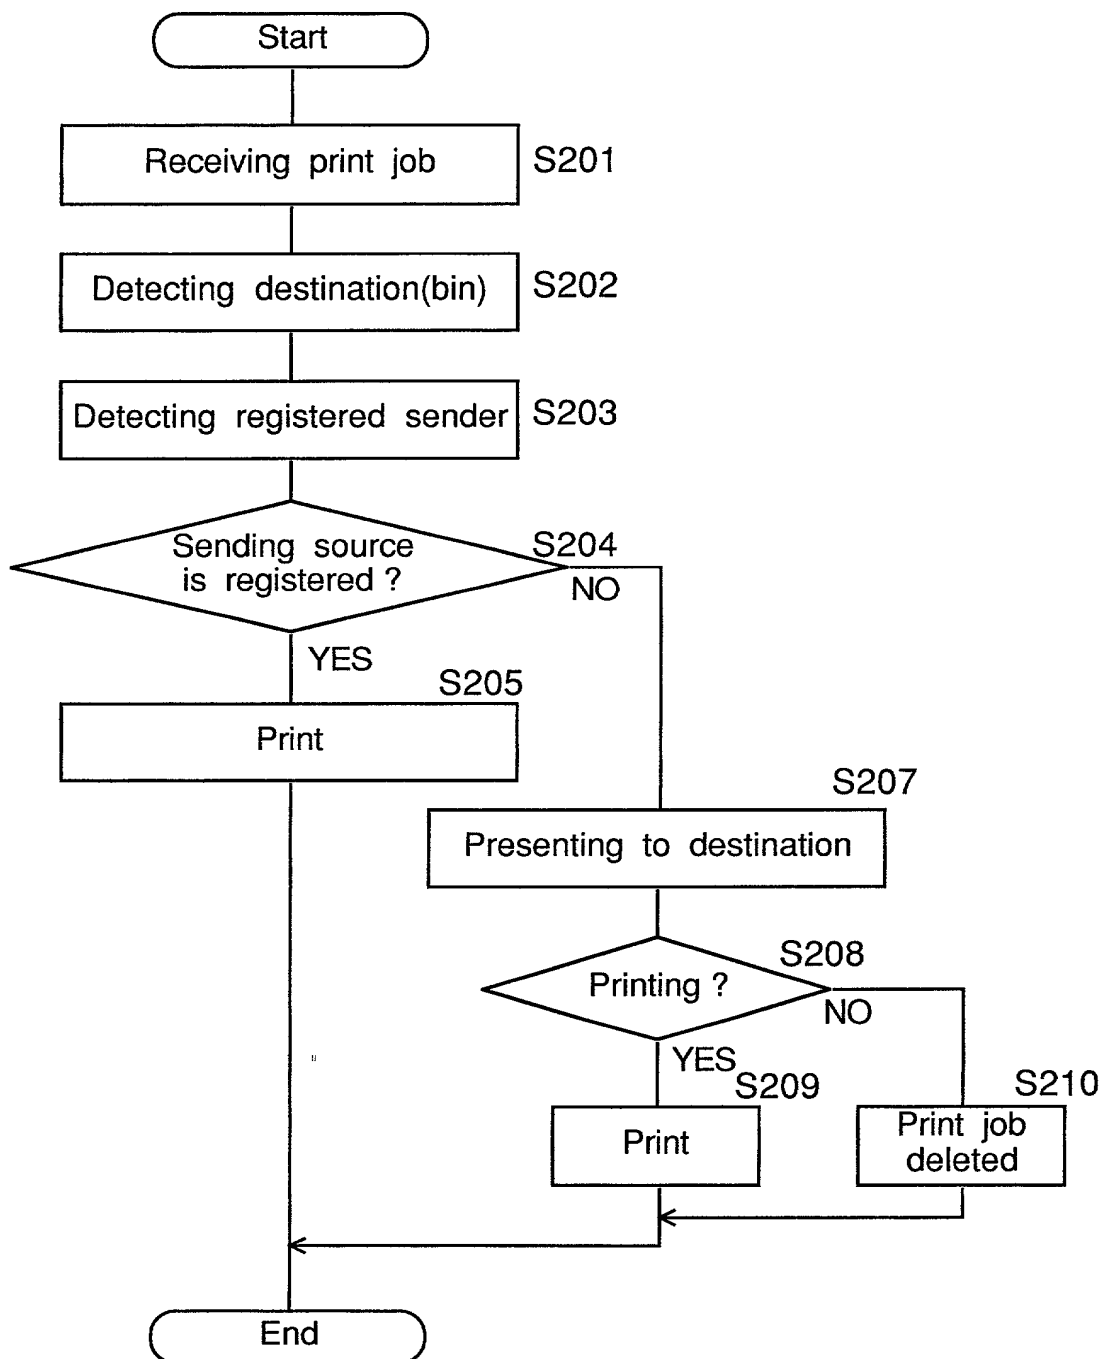 Start
Receiving print job
S201
Detecting destination(bin)
S202
Detecting registered sender
S203
Sending source
is registered ?
S204
NO
YES
S205
Print
S207
Presenting to destination
S208
Printing ?
NO
YES
S209
Print
S210
Print job
deleted
End